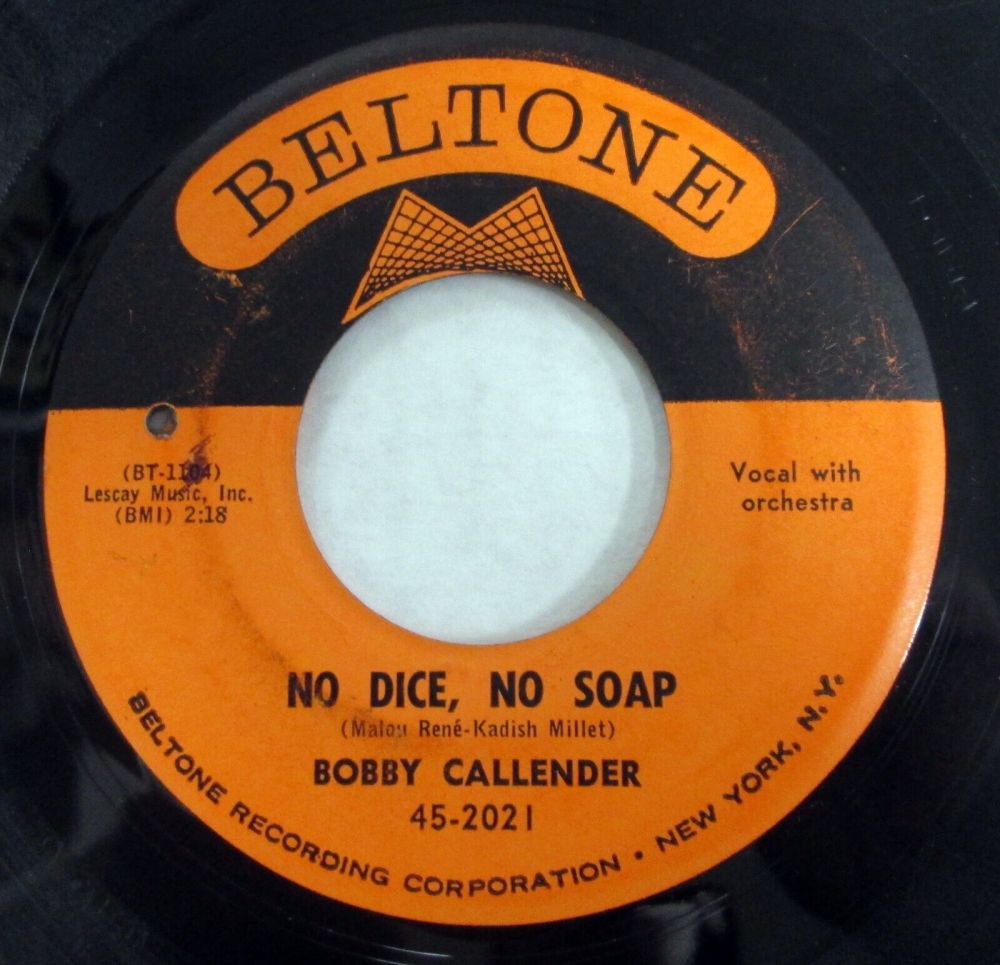 BELTONE
(BT-1104)
Lescay Music, Inc.
(BMI) 2:18
Vocal with
orchestra
NO DICE, NO SOAP
(Malou René-Kadish Millet)
BOBBY CALLENDER
45-2021
BELTONE RECORDING CORPORATION • NEW YORK, N.Y.